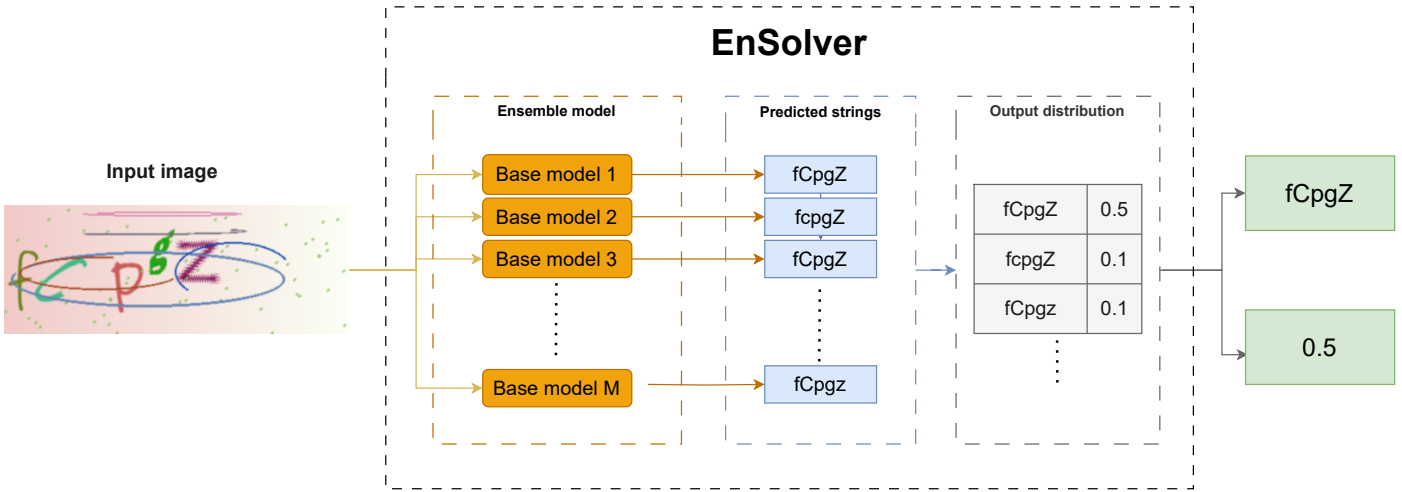 EnSolver
Input image
fCpgZ
Ensemble model
Base model 1
Base model 2
Base model 3
Base model M
Predicted strings
fCpgZ
fcpgZ
fCpgZ
fCpgz
Output distribution
fCpgZ 0.5
fcpgZ 0.1
fCpgz 0.1
fCpgZ
0.5